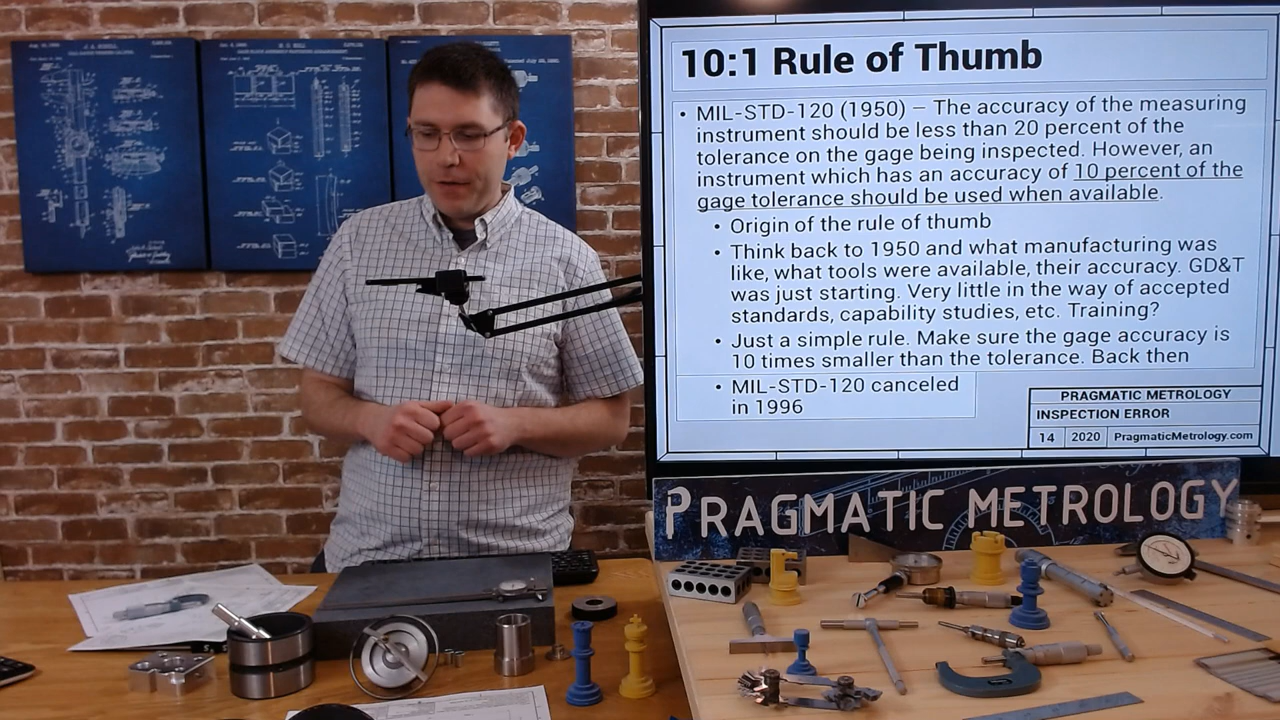 10:1 Rule of Thumb
• MIL-STD-120 (1950) – The accuracy of the measuring
instrument should be less than 20 percent of the
tolerance on the gage being inspected. However, an
instrument which has an accuracy of 10 percent of the
gage tolerance should be used when available.
• Origin of the rule of thumb
• Think back to 1950 and what manufacturing was
like, what tools were available, their accuracy. GD&T
was just starting. Very little in the way of accepted
standards, capability studies, etc. Training?
• Just a simple rule. Make sure the gage accuracy is
10 times smaller than the tolerance. Back then
• MIL-STD-120 canceled
in 1996
PRAGMATIC METROLOGY
INSPECTION ERROR
14 2020 PragmaticMetrology.com
PRAGMATIC METROLOGY